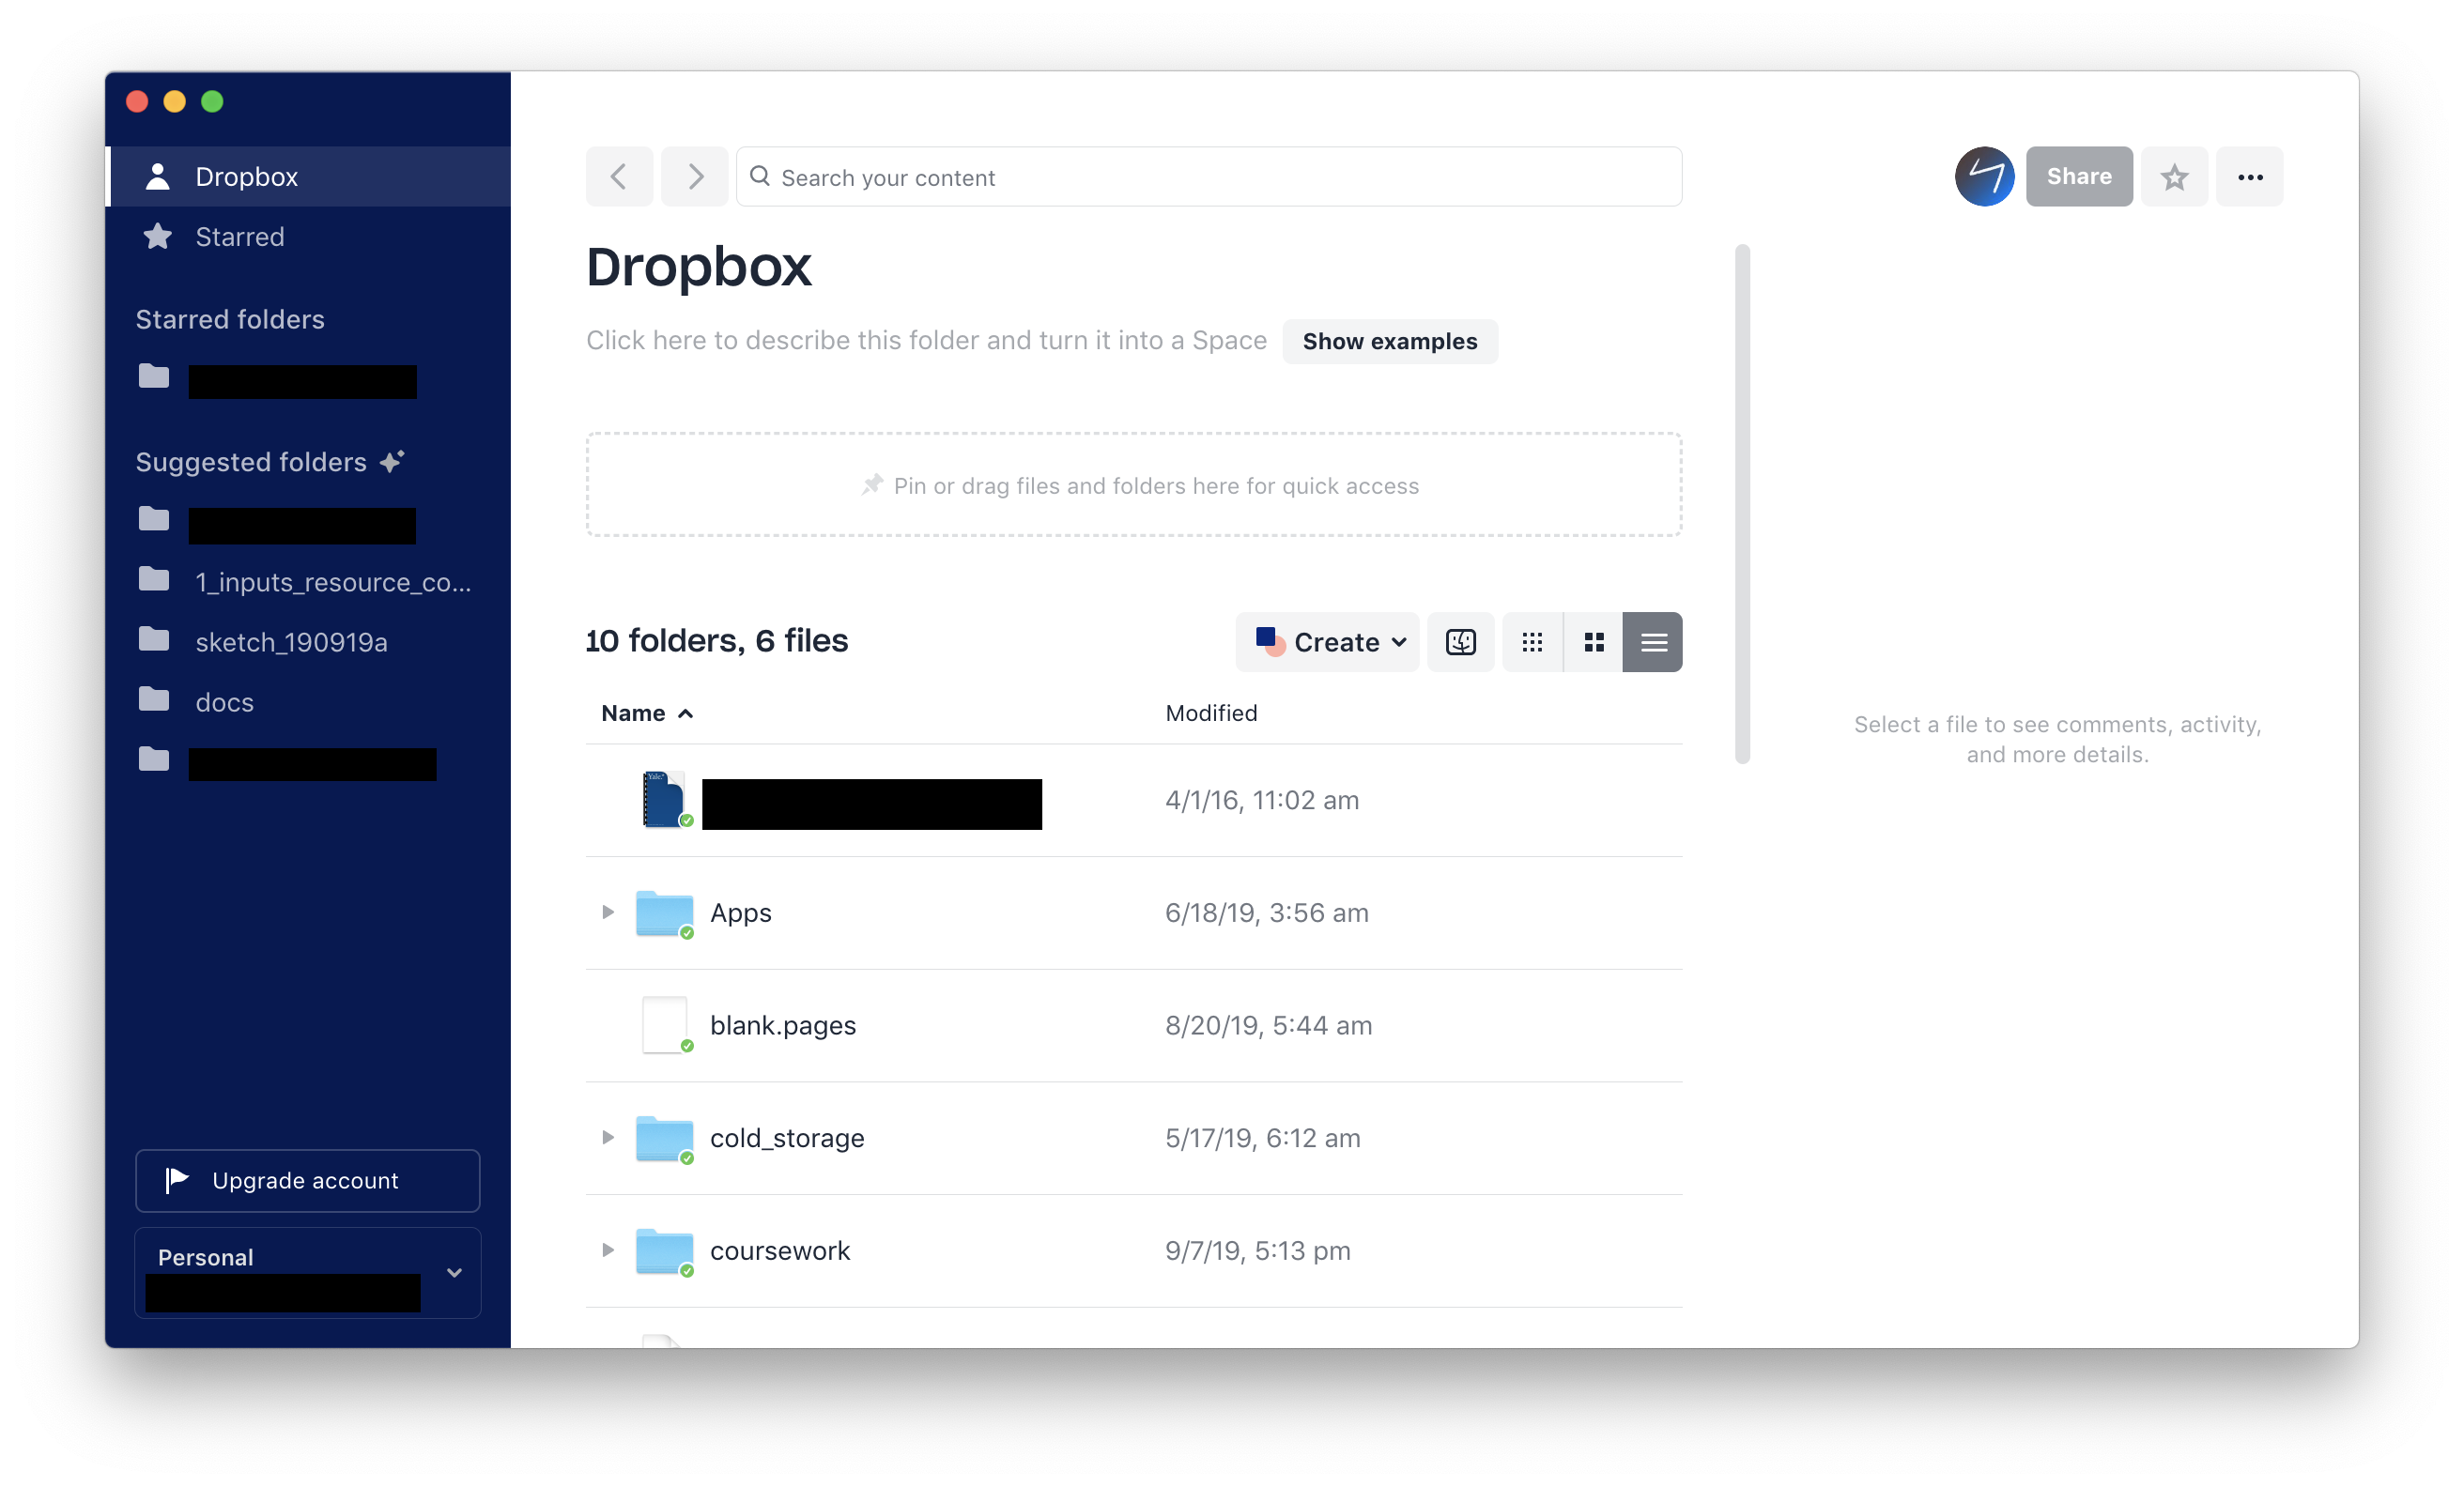 Dropbox
Starred
Starred folders
Suggested folders
1_inputs_resource_co...
sketch_190919a
docs
Upgrade account
Personal
Search your content
Share
Dropbox
Click here to describe this folder and turn it into a Space
Show examples
Pin or drag files and folders here for quick access
10 folders, 6 files
Create
Name
Modified
Yale
4/1/16, 11:02 am
Apps
6/18/19, 3:56 am
blank.pages
8/20/19, 5:44 am
cold_storage
5/17/19, 6:12 am
coursework
9/7/19, 5:13 pm
Select a file to see comments, activity,
and more details.